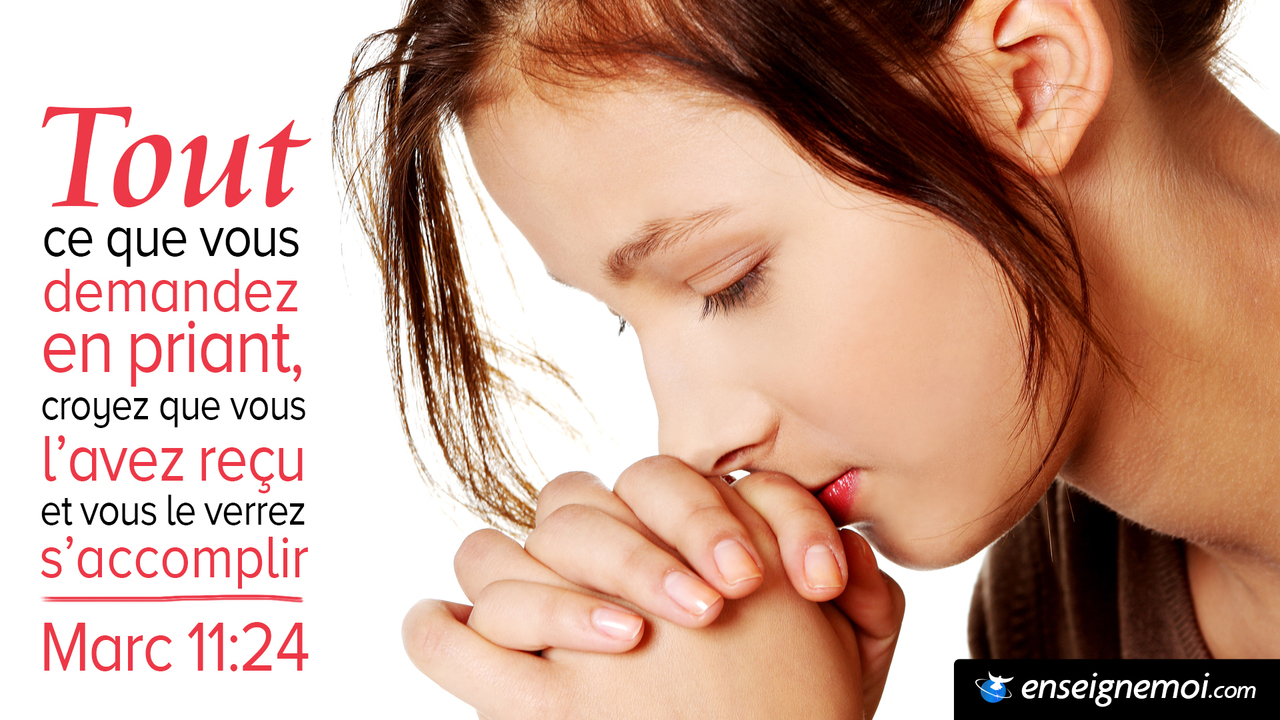 Tout
ce que vous
demandez
en priant,
croyez que vous
l’avez reçu
et vous le verrez
s’accomplir
Marc 11:24
enseignemoi.com